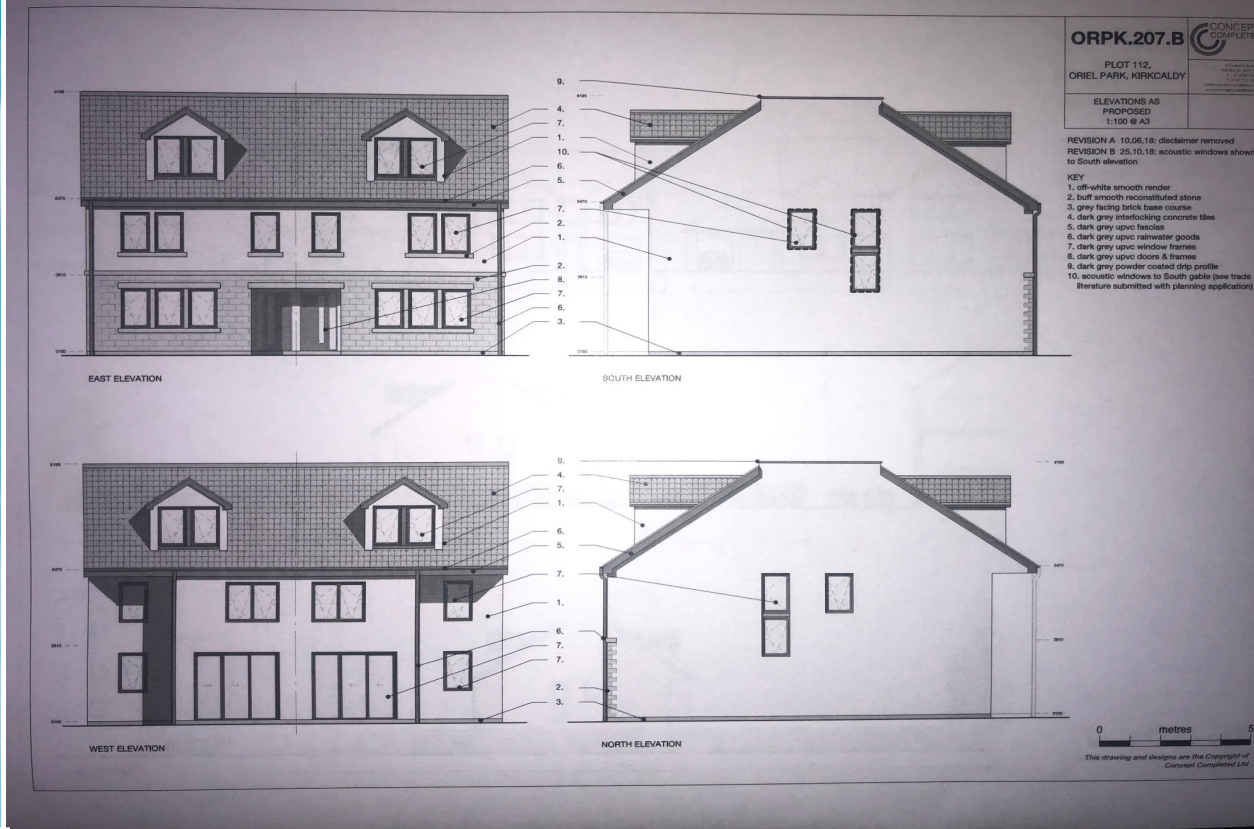 ORPK.207.B
CONCEPT
COMPLETE
PLOT 112,
ORIEL PARK, KIRKCALDY
ELEVATIONS AS
PROPOSED
1:100 @ A3
REVISION A 10.06.18: disclaimer removed
REVISION B 25.10.18: acoustic windows shown
to South elevation
KEY
1. off-white smooth render
2. buff smooth reconstituted stone
3. grey facing brick base course
4. dark grey interlocking concrete tiles
5. dark grey upvc fascias
6. dark grey upvc rainwater goods
7. dark grey upvc window frames
8. dark grey upvc doors & frames
9. dark grey powder coated drip profile
10. acoustic windows to South gable (see trade
literature submitted with planning application)
9.
4.
7.
1.
10.
6.
5.
7.
2.
1.
2.
8.
7.
6.
3.
EAST ELEVATION
SOUTH ELEVATION
9.
4.
7.
1.
6.
5.
7.
1.
6.
7.
7.
2.
3.
WEST ELEVATION
NORTH ELEVATION
0 metres 5
This drawing and designs are the Copyright of
Concept Completed Ltd